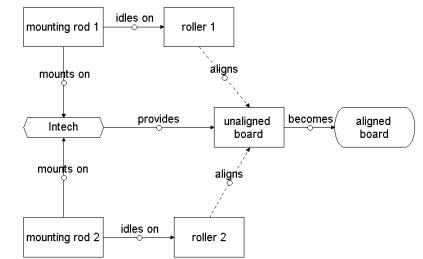 mounting rod 1
idles on
roller 1
mounts on
aligns
Intech
provides
unaligned
board
becomes
aligned
board
mounts on
aligns
mounting rod 2
idles on
roller 2